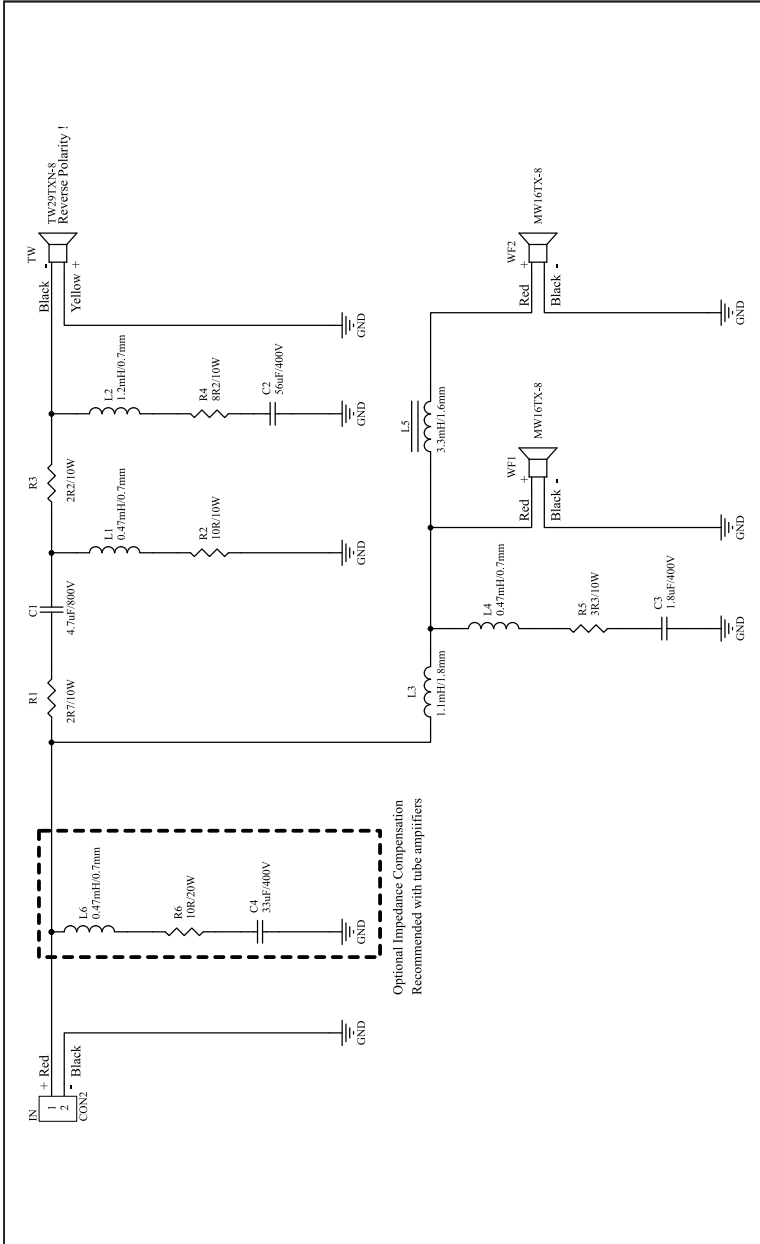 IN
1
2
CON2
+ Red
- Black
GND
L6
0.47mH/0.7mm
R6
10R/20W
C4
33uF/400V
GND
Optional Impedance Compensation
Recommended with tube ampiifiers
R1
2R7/10W
C1
4.7uF/800V
L1
0.47mH/0.7mm
R2
10R/10W
GND
R3
2R2/10W
L2
1.2mH/0.7mm
R4
8R2/10W
C2
56uF/400V
GND
Black -
Yellow +
GND
TW
TW29TXN-8
Reverse Polarity !
L3
1.1mH/1.8mm
L4
0.47mH/0.7mm
R5
3R3/10W
C3
1.8uF/400V
GND
Red +
Black -
WF1
MW16TX-8
GND
L5
3.3mH/1.6mm
Red +
Black -
WF2
MW16TX-8
GND